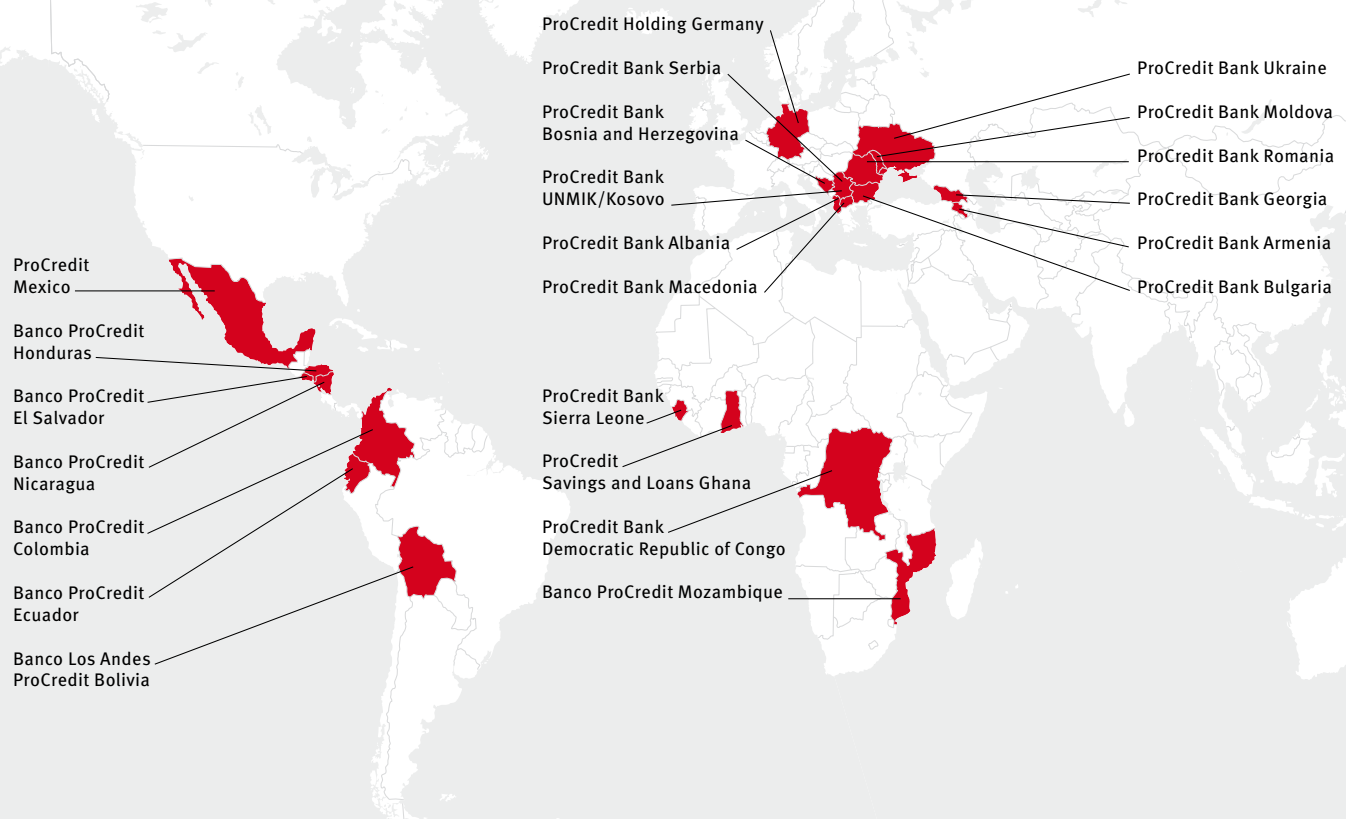 ProCredit
Mexico
Banco ProCredit
Honduras
Banco ProCredit
El Salvador
Banco ProCredit
Nicaragua
Banco ProCredit
Colombia
Banco ProCredit
Ecuador
Banco Los Andes
ProCredit Bolivia
ProCredit Holding Germany
ProCredit Bank Serbia
ProCredit Bank
Bosnia and Herzegovina
ProCredit Bank
UNMIK/Kosovo
ProCredit Bank Albania
ProCredit Bank Macedonia
ProCredit Bank
Sierra Leone
ProCredit
Savings and Loans Ghana
ProCredit Bank
Democratic Republic of Congo
Banco ProCredit Mozambique
ProCredit Bank Ukraine
ProCredit Bank Moldova
ProCredit Bank Romania
ProCredit Bank Georgia
ProCredit Bank Armenia
ProCredit Bank Bulgaria